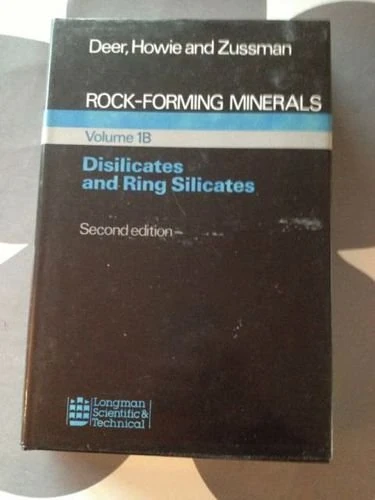 Deer, Howie and Zussman
ROCK-FORMING MINERALS
Volume 1B
Disilicates
and Ring Silicates
Second edition
Longman
Scientific &
Technical